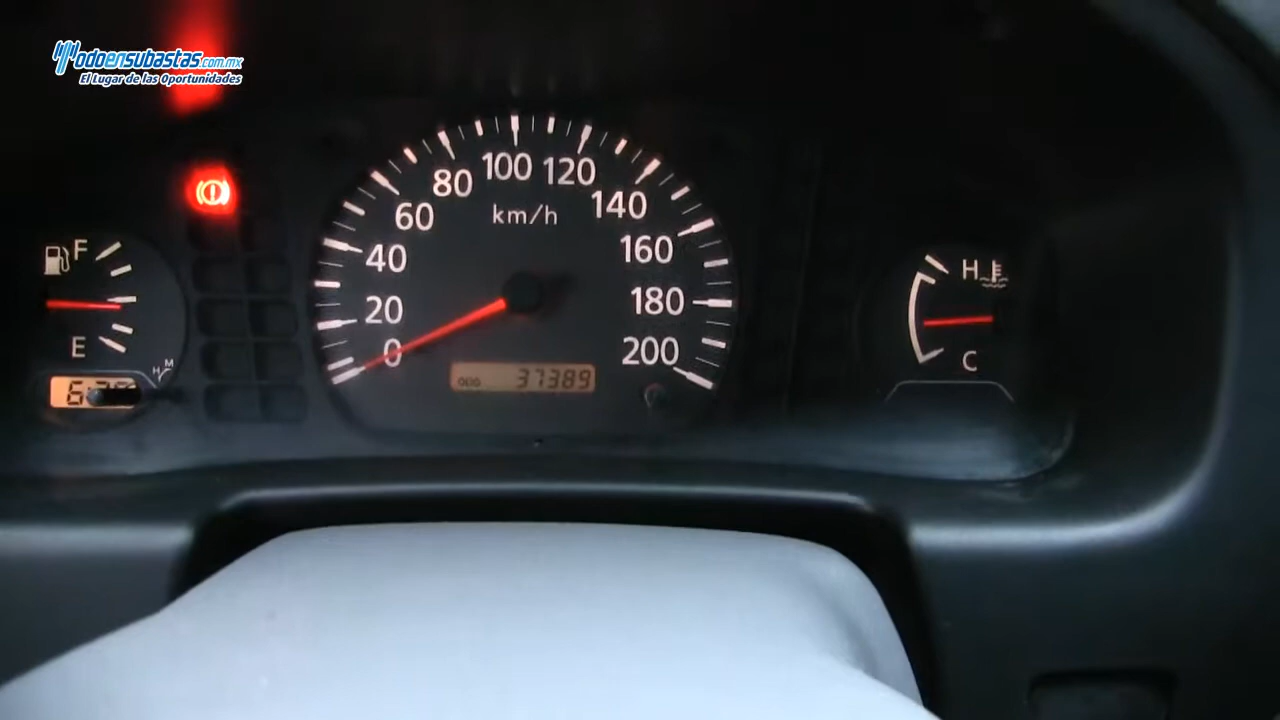 Todoensubastas.com.mx
El Lugar de las Oportunidades
100
120
80
60
km/h
140
F
40
160
H
20
180
E
0
200
C
H
M
ODO 37389